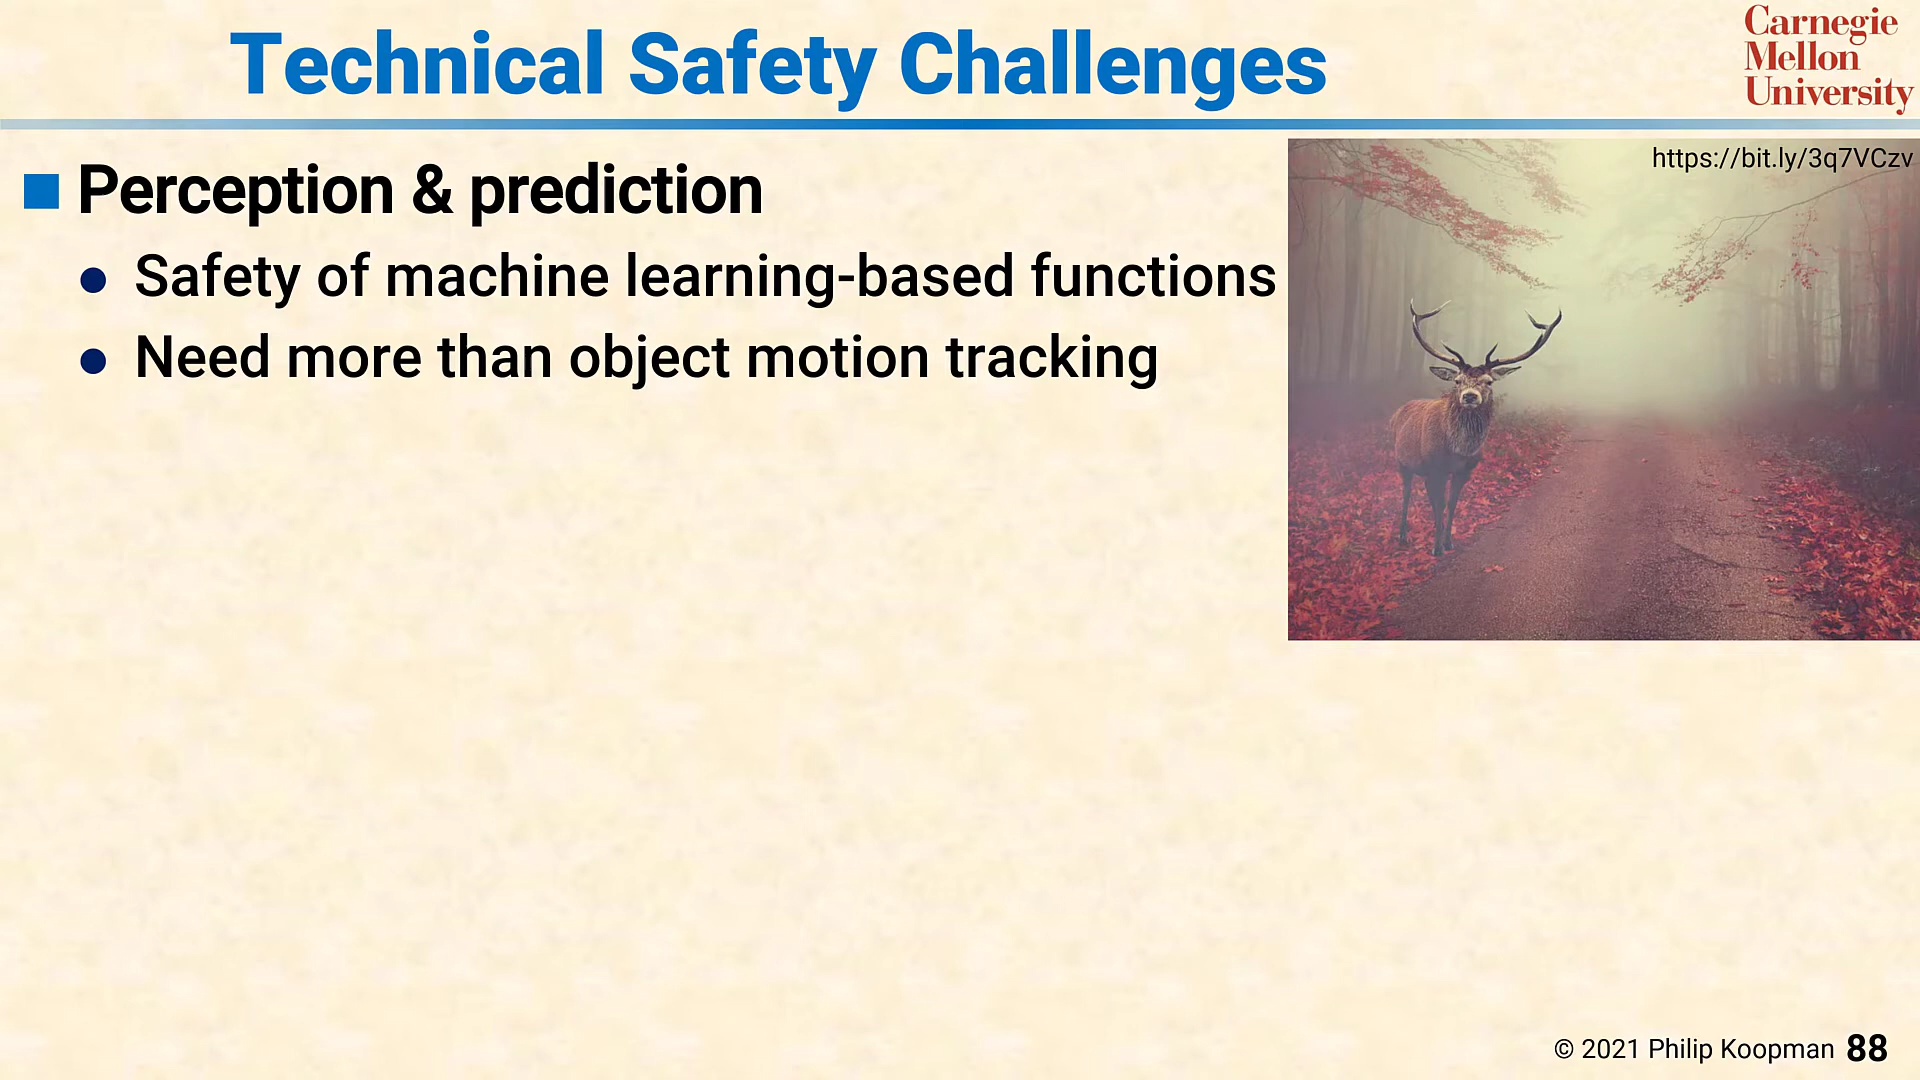 Technical Safety Challenges
Carnegie
Mellon
University
https://bit.ly/3q7VCzv
Perception & prediction
Safety of machine learning-based functions
Need more than object motion tracking
© 2021 Philip Koopman 88